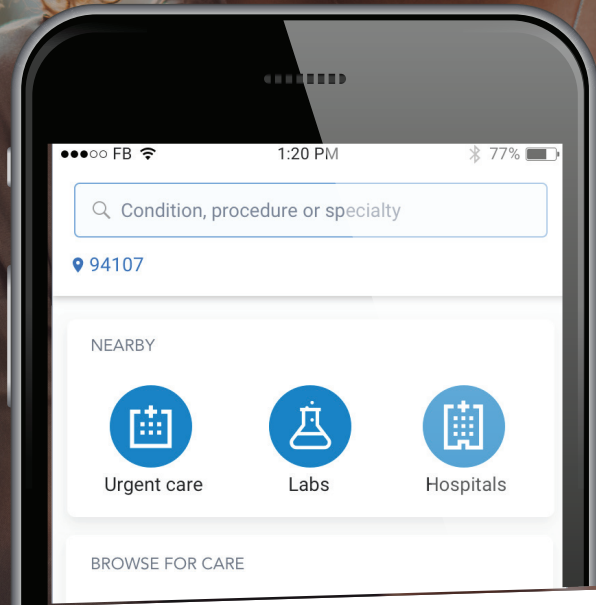 FB 1:20 PM 77%
Condition, procedure or specialty
94107
NEARBY
Urgent care Labs Hospitals
BROWSE FOR CARE